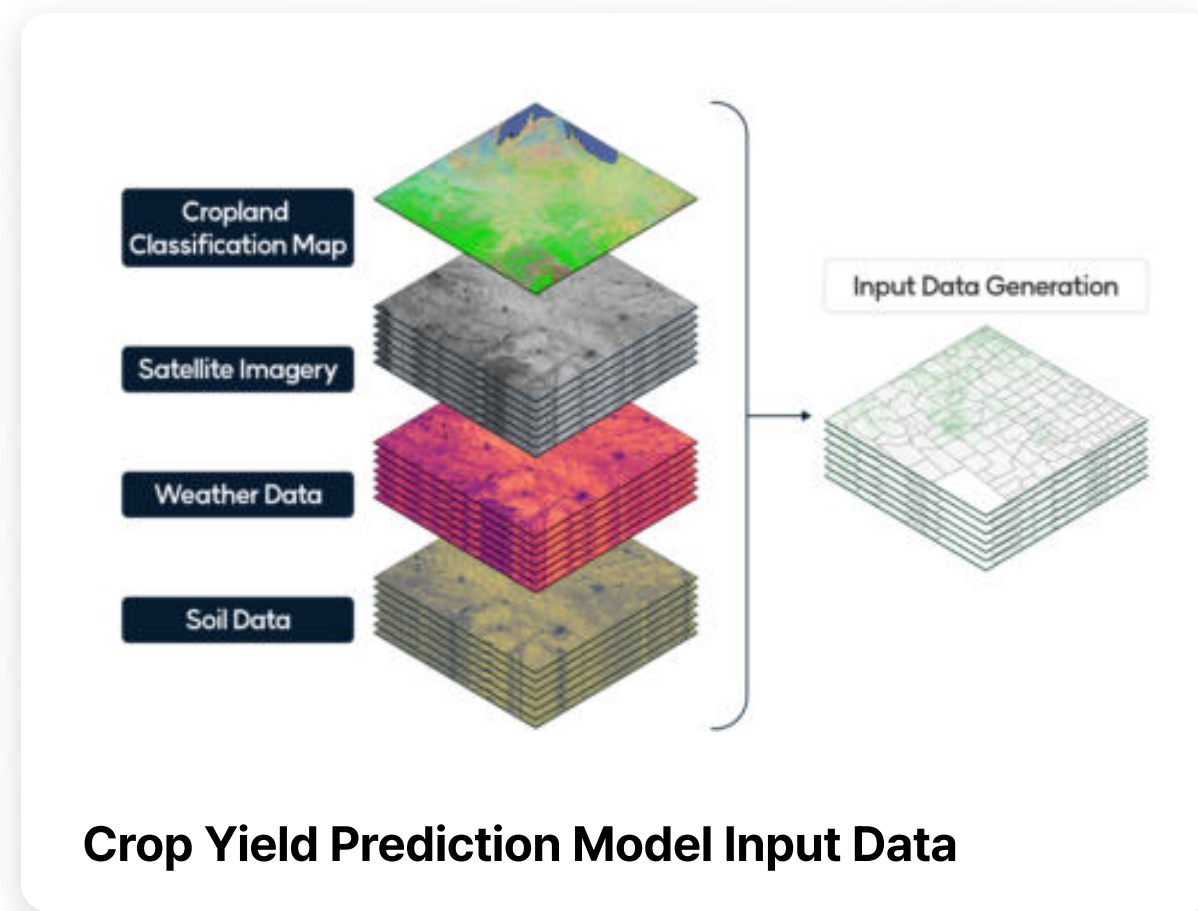 Cropland
Classification Map
Satellite Imagery
Weather Data
Soil Data
Input Data Generation
Crop Yield Prediction Model Input Data